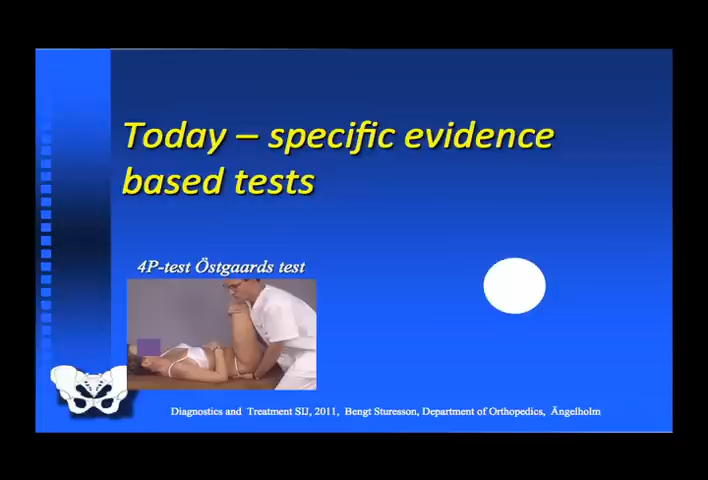 Today – specific evidence
based tests
4P-test Östgaards test
Diagnostics and Treatment SIJ, 2011, Bengt Sturesson, Department of Orthopedics, Ängelholm